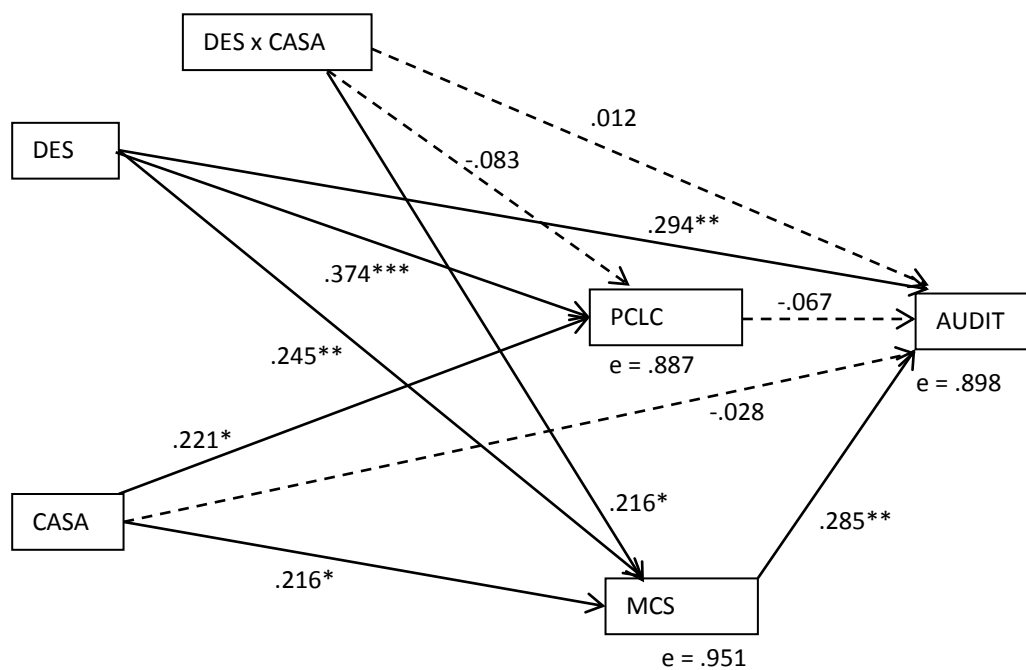 DES x CASA
.012
DES
-.083
.294**
.374***
PCLC
-.067
AUDIT
.245**
e = .887
e = .898
-.028
.221*
CASA
.216*
.285**
.216*
MCS
e = .951